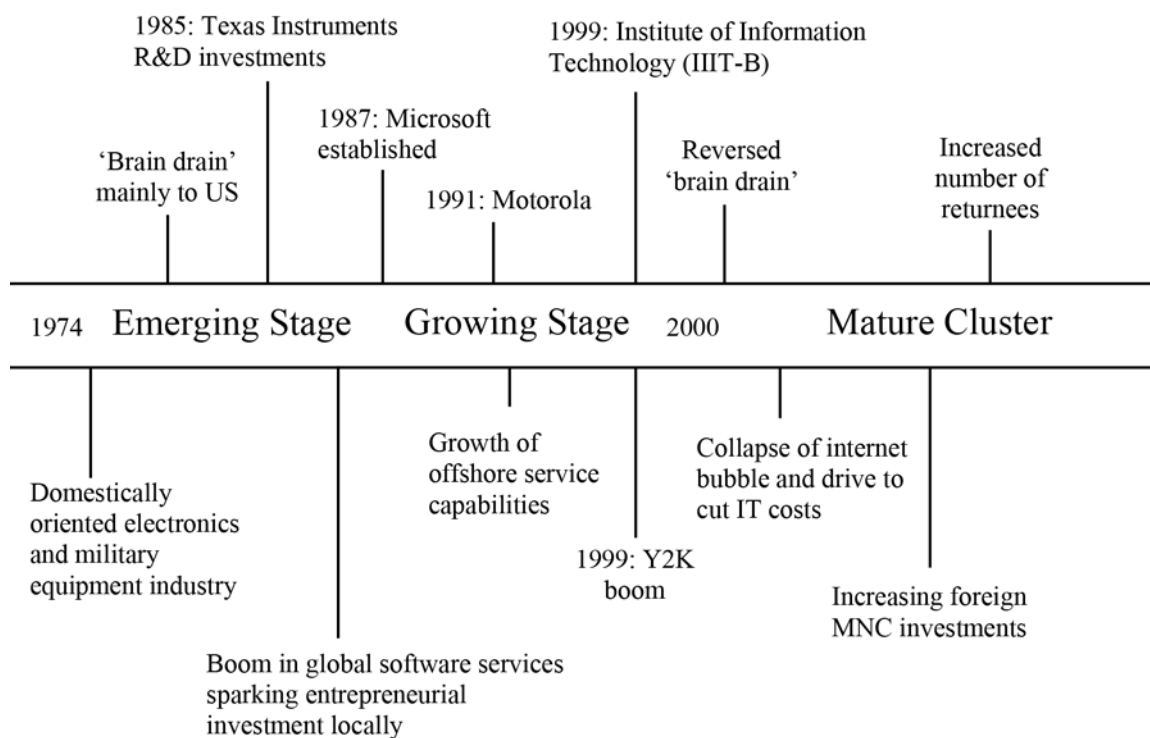 1985: Texas Instruments
R&D investments
1999: Institute of Information
Technology (IIIT-B)
1987: Microsoft
established
‘Brain drain’
mainly to US
1991: Motorola
Reversed
‘brain drain’
Increased
number of
returnees
1974
Emerging Stage
Growing Stage
2000
Mature Cluster
Domestically
oriented electronics
and military
equipment industry
Boom in global software services
sparking entrepreneurial
investment locally
Growth of
offshore service
capabilities
1999: Y2K
boom
Collapse of internet
bubble and drive to
cut IT costs
Increasing foreign
MNC investments